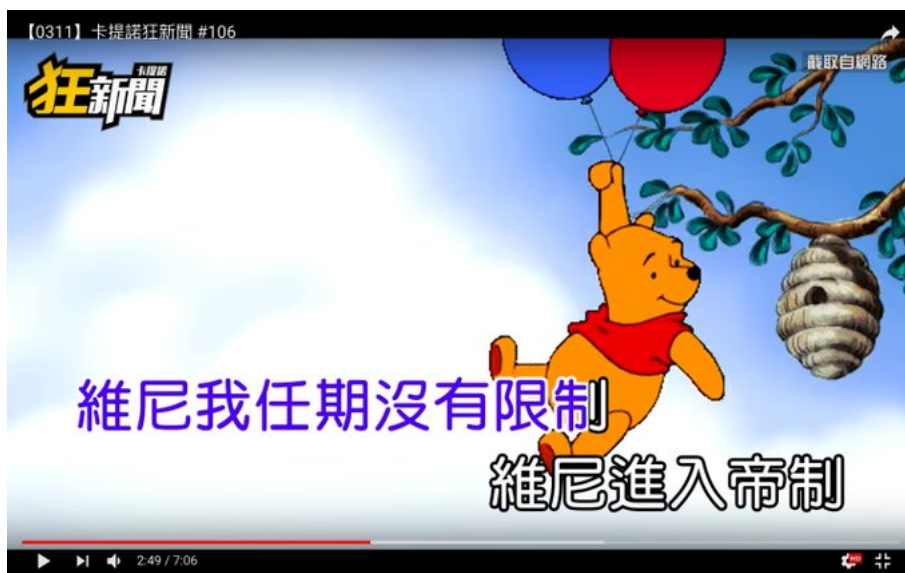 【0311】卡提諾狂新聞 #106
截取自網路
卡提諾
狂新聞
維尼我任期沒有限制
維尼進入帝制
2:49 / 7:06
HD